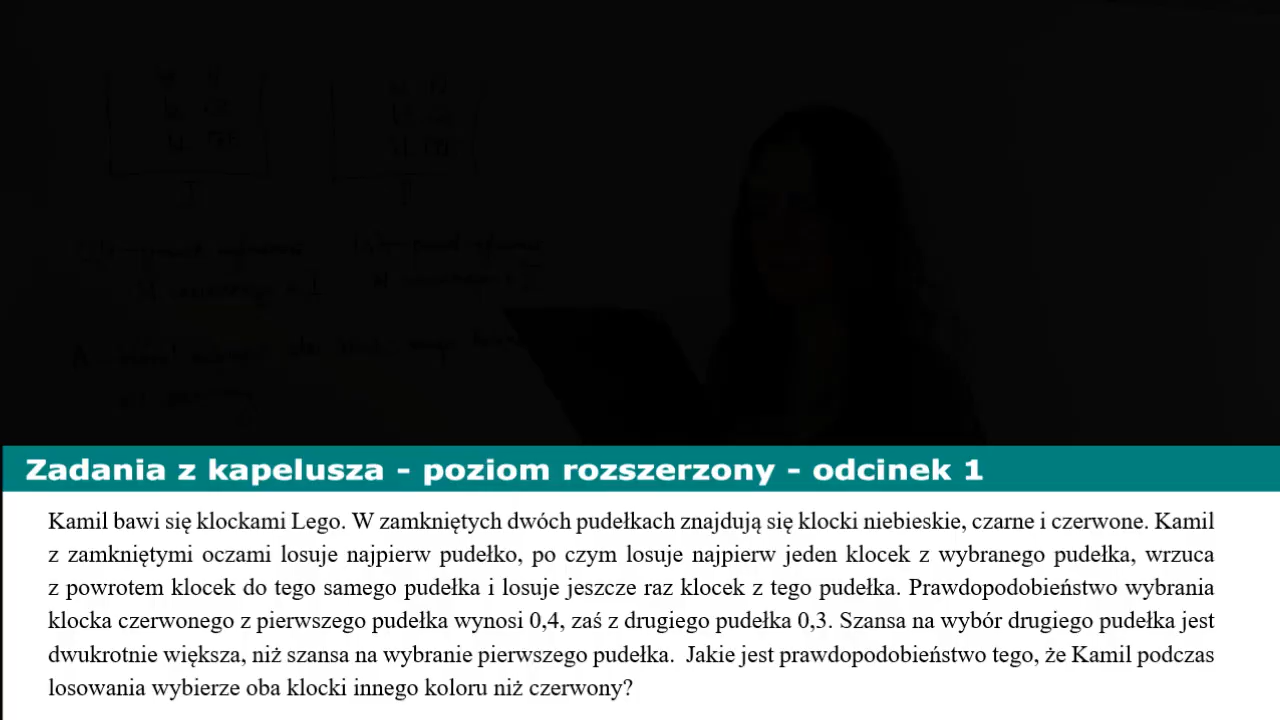 Zadania z kapelusza - poziom rozszerzony - odcinek 1
Kamil bawi się klockami Lego. W zamkniętych dwóch pudełkach znajdują się klocki niebieskie, czarne i czerwone. Kamil
z zamkniętymi oczami losuje najpierw pudełko, po czym losuje najpierw jeden klocek z wybranego pudełka, wrzuca
z powrotem klocek do tego samego pudełka i losuje jeszcze raz klocek z tego pudełka. Prawdopodobieństwo wybrania
klocka czerwonego z pierwszego pudełka wynosi 0,4, zaś z drugiego pudełka 0,3. Szansa na wybór drugiego pudełka jest
dwukrotnie większa, niż szansa na wybranie pierwszego pudełka. Jakie jest prawdopodobieństwo tego, że Kamil podczas
losowania wybierze oba klocki innego koloru niż czerwony?